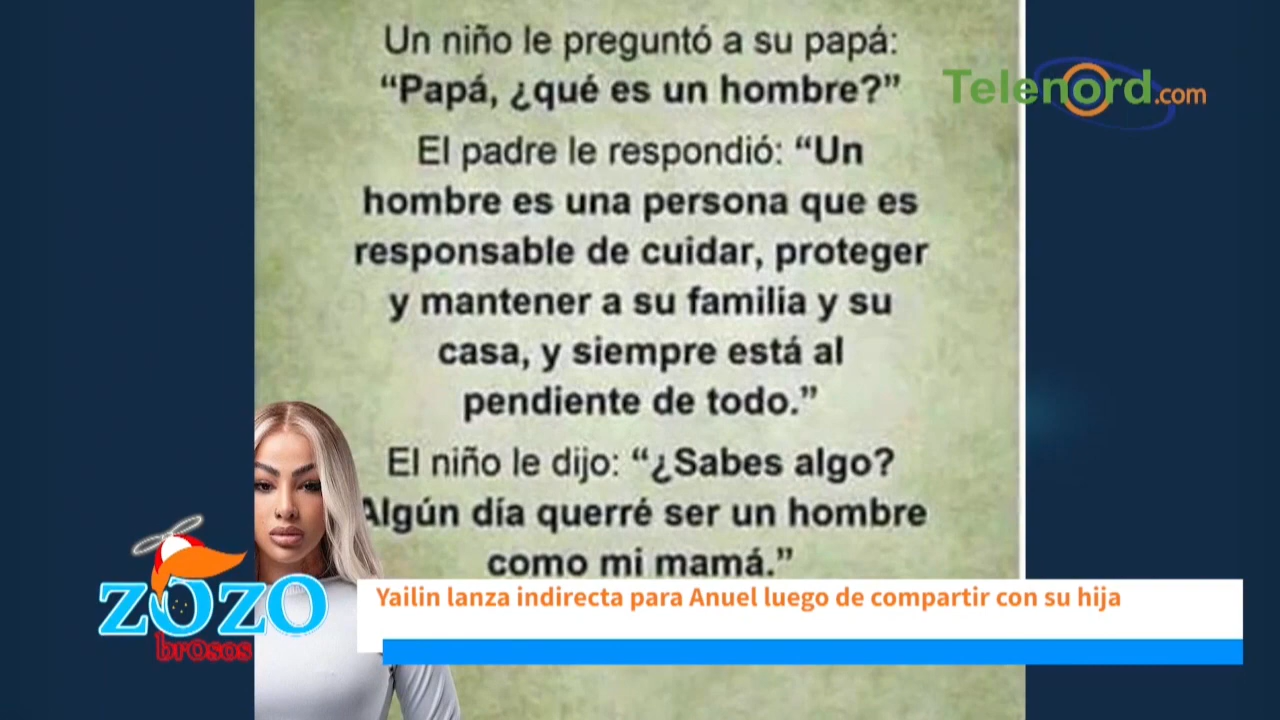 Un niño le preguntó a su papá:
“Papá, ¿qué es un hombre?”
Telenord.com
El padre le respondió: “Un
hombre es una persona que es
responsable de cuidar, proteger
y mantener a su familia y su
casa, y siempre está al
pendiente de todo.”
El niño le dijo: “¿Sabes algo?
Algún día querré ser un hombre
como mi mamá.”
ZOZO
brosos
Yailin lanza indirecta para Anuel luego de compartir con su hija